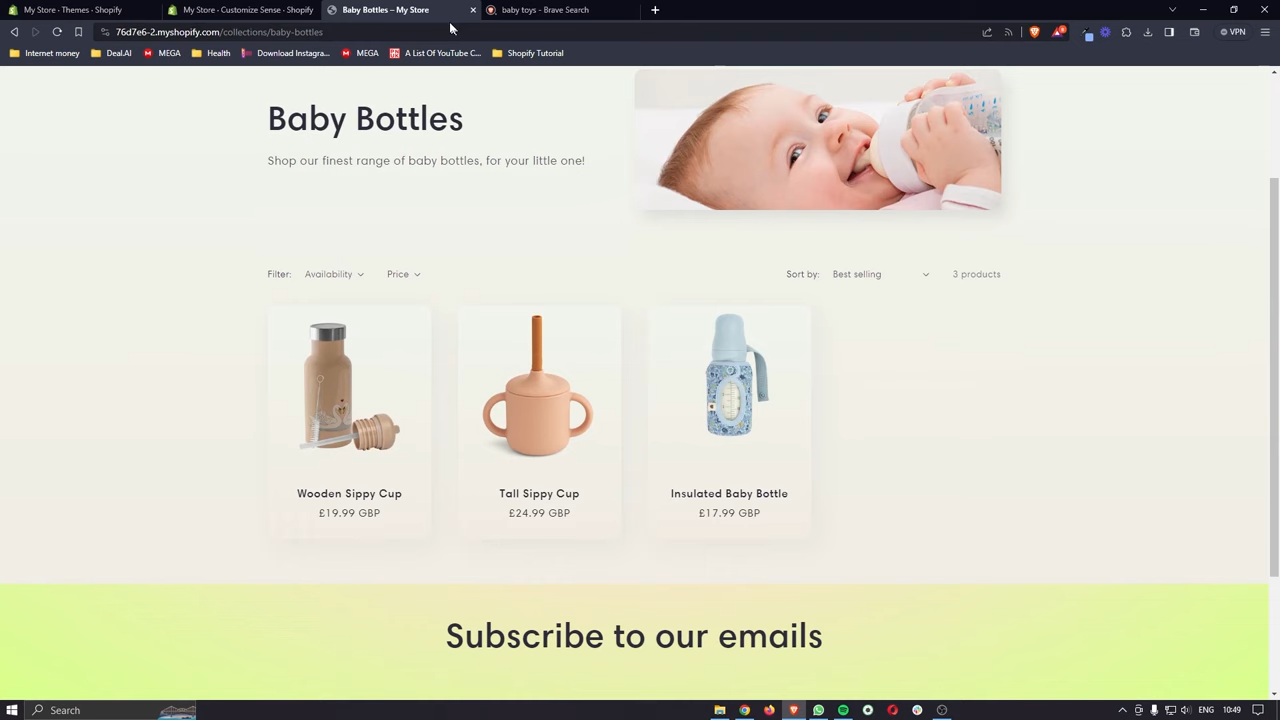 My Store · Themes · Shopify
My Store · Customize Sense · Shopify
Baby Bottles – My Store
baby toys - Brave Search
76d7e6-2.myshopify.com/collections/baby-bottles
VPN
Internet money
Deal.AI
MEGA
Health
Download Instagra...
MEGA
A List Of YouTube C...
Shopify Tutorial
Baby Bottles
Shop our finest range of baby bottles, for your little one!
Filter:
Availability
Price
Sort by:
Best selling
3 products
Wooden Sippy Cup
Tall Sippy Cup
Insulated Baby Bottle
£19.99 GBP
£24.99 GBP
£17.99 GBP
Subscribe to our emails
Search
ENG
10:49